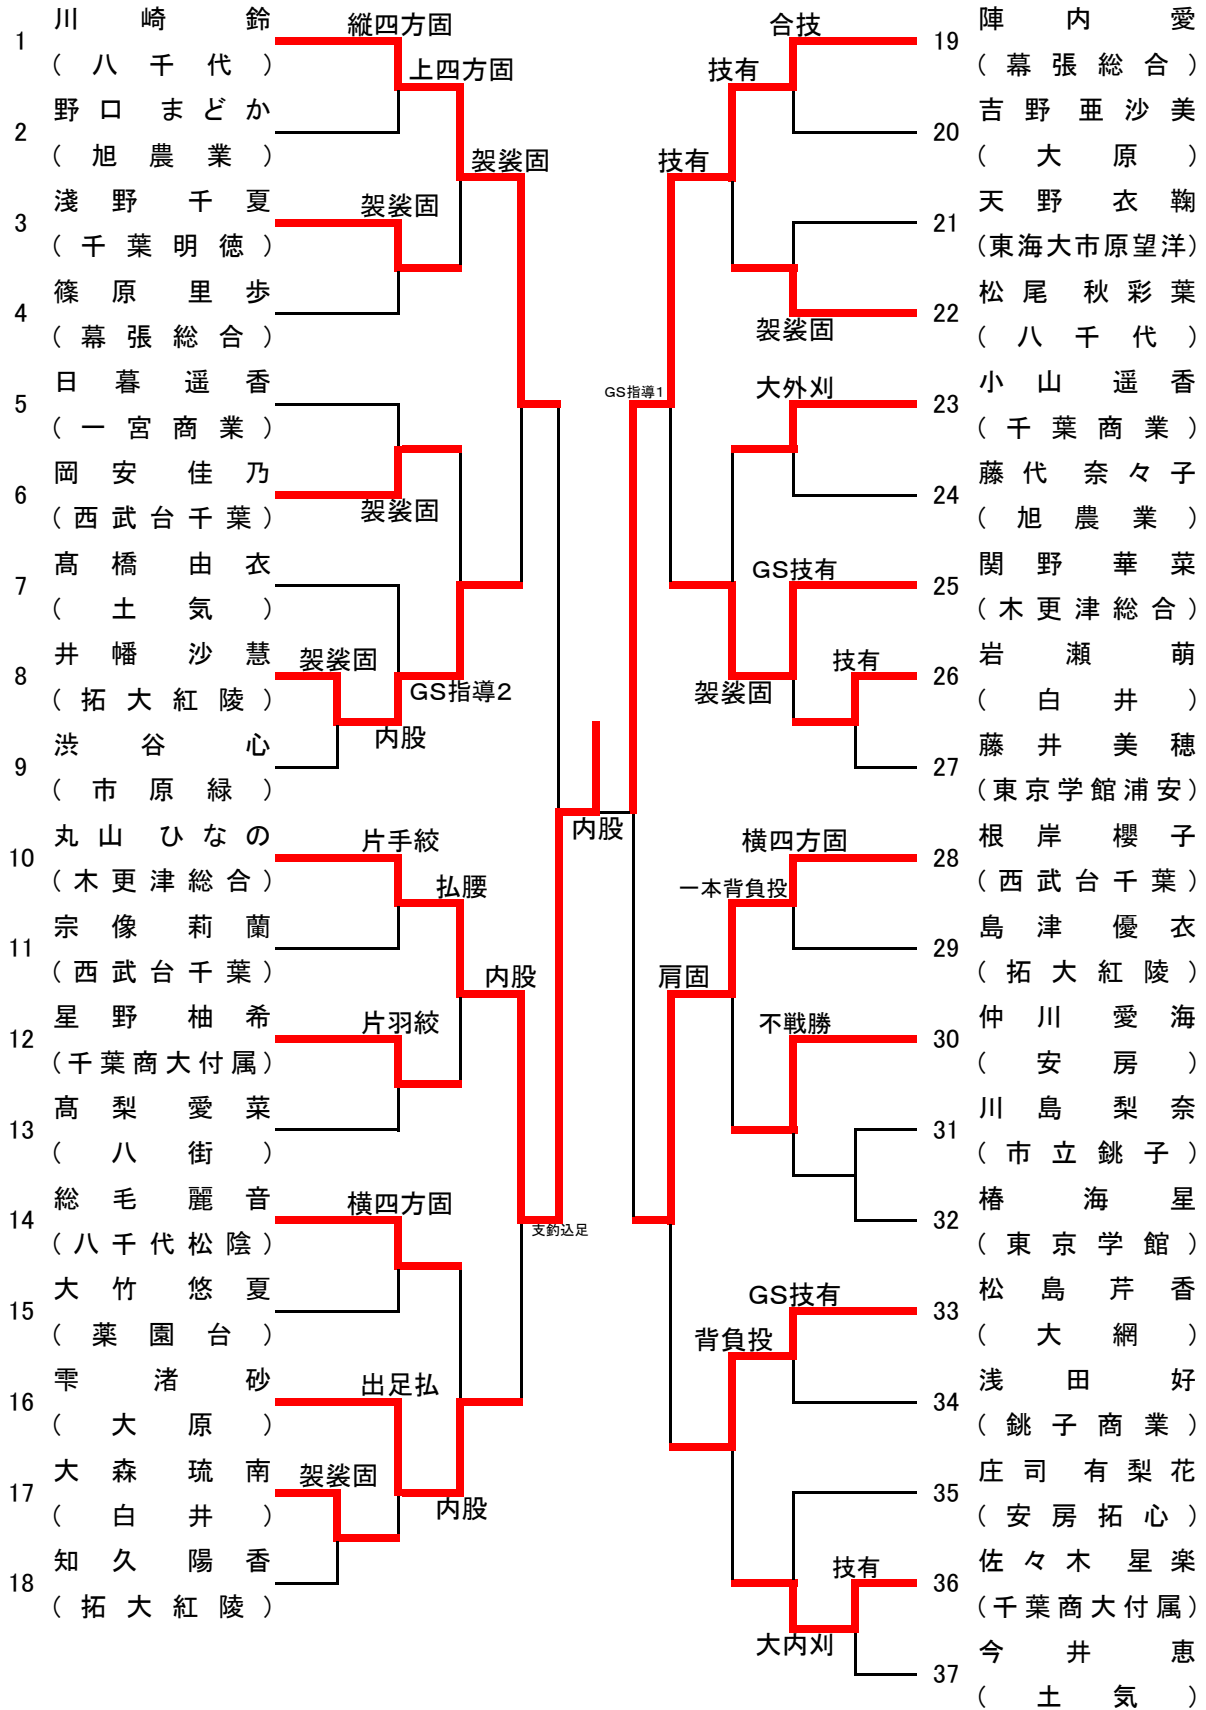 1 川崎鈴
(八千代)
2 野口まどか
(旭農業)
3 淺野千夏
(千葉明徳)
4 篠原里歩
(幕張総合)
5 日暮遥香
(一宮商業)
6 岡安佳乃
(西武台千葉)
7 髙橋由衣
(土気)
8 井幡沙慧
(拓大紅陵)
9 渋谷心
(市原緑)
10 丸山ひなの
(木更津総合)
11 宗像莉蘭
(西武台千葉)
12 星野柚希
(千葉商大付属)
13 髙梨愛菜
(八街)
14 総毛麗音
(八千代松陰)
15 大竹悠夏
(薬園台)
16 雫渚砂
(大原)
17 大森琉南
(白井)
18 知久陽香
(拓大紅陵)
縦四方固
上四方固
袈裟固
袈裟固
袈裟固
袈裟固
GS指導2
内股
片手絞
払腰
内股
片羽絞
支釣込足
横四方固
出足払
袈裟固
内股
内股
GS指導1
合技
技有
技有
袈裟固
大外刈
GS技有
技有
袈裟固
横四方固
一本背負投
肩固
不戦勝
GS技有
背負投
技有
大内刈
19 陣内愛
(幕張総合)
20 吉野亜沙美
(大原)
21 天野衣鞠
(東海大市原望洋)
22 松尾秋彩葉
(八千代)
23 小山遥香
(千葉商業)
24 藤代奈々子
(旭農業)
25 関野華菜
(木更津総合)
26 岩瀬萌
(白井)
27 藤井美穂
(東京学館浦安)
28 根岸櫻子
(西武台千葉)
29 島津優衣
(拓大紅陵)
30 仲川愛海
(安房)
31 川島梨奈
(市立銚子)
32 椿海星
(東京学館)
33 松島芹香
(大網)
34 浅田好
(銚子商業)
35 庄司有梨花
(安房拓心)
36 佐々木星楽
(千葉商大付属)
37 今井恵
(土気)